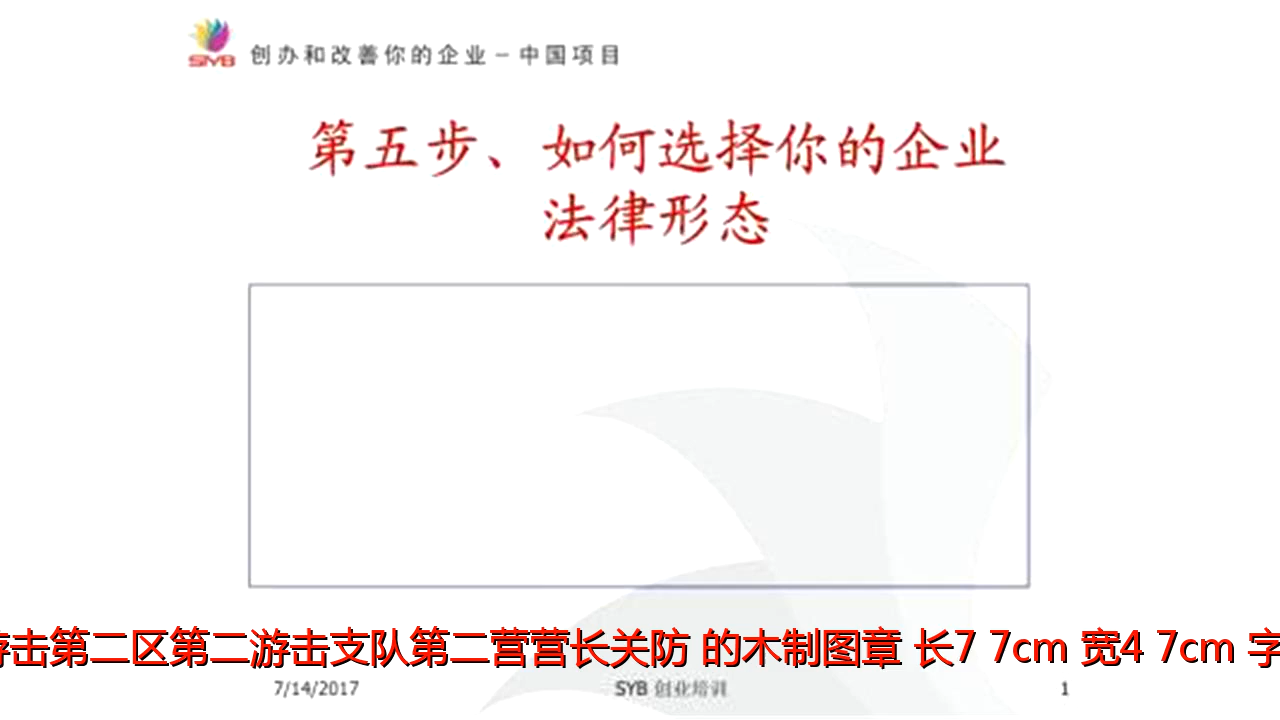 SIYB
创办和改善你的企业－中国项目
第五步、如何选择你的企业
法律形态
游击第二区第二游击支队第二营营长关防 的木制图章 长7 7cm 宽4 7cm 字
7/14/2017
SYB 创业培训
1